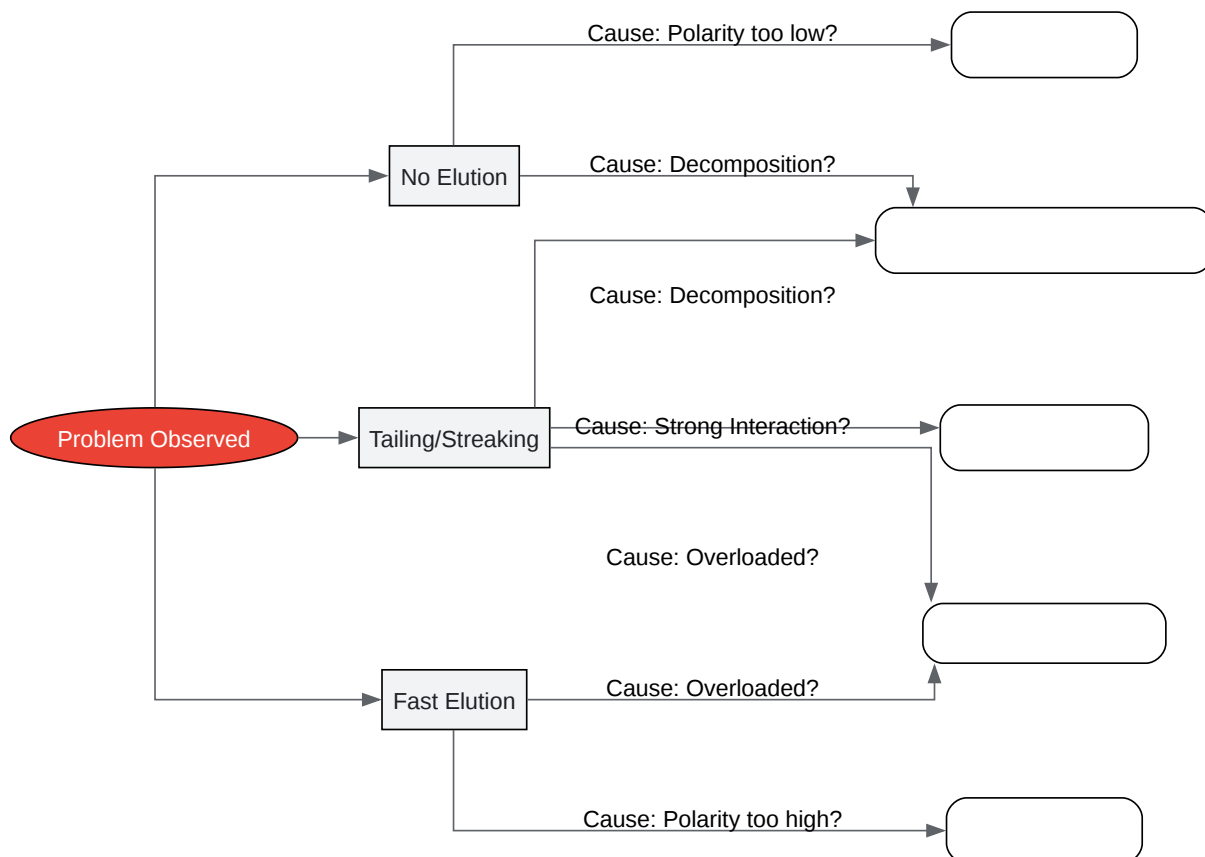 Cause: Polarity too low?
Cause: Decomposition?
No Elution
Cause: Decomposition?
Cause: Strong Interaction?
Problem Observed
Tailing/Streaking
Cause: Overloaded?
Cause: Overloaded?
Fast Elution
Cause: Polarity too high?